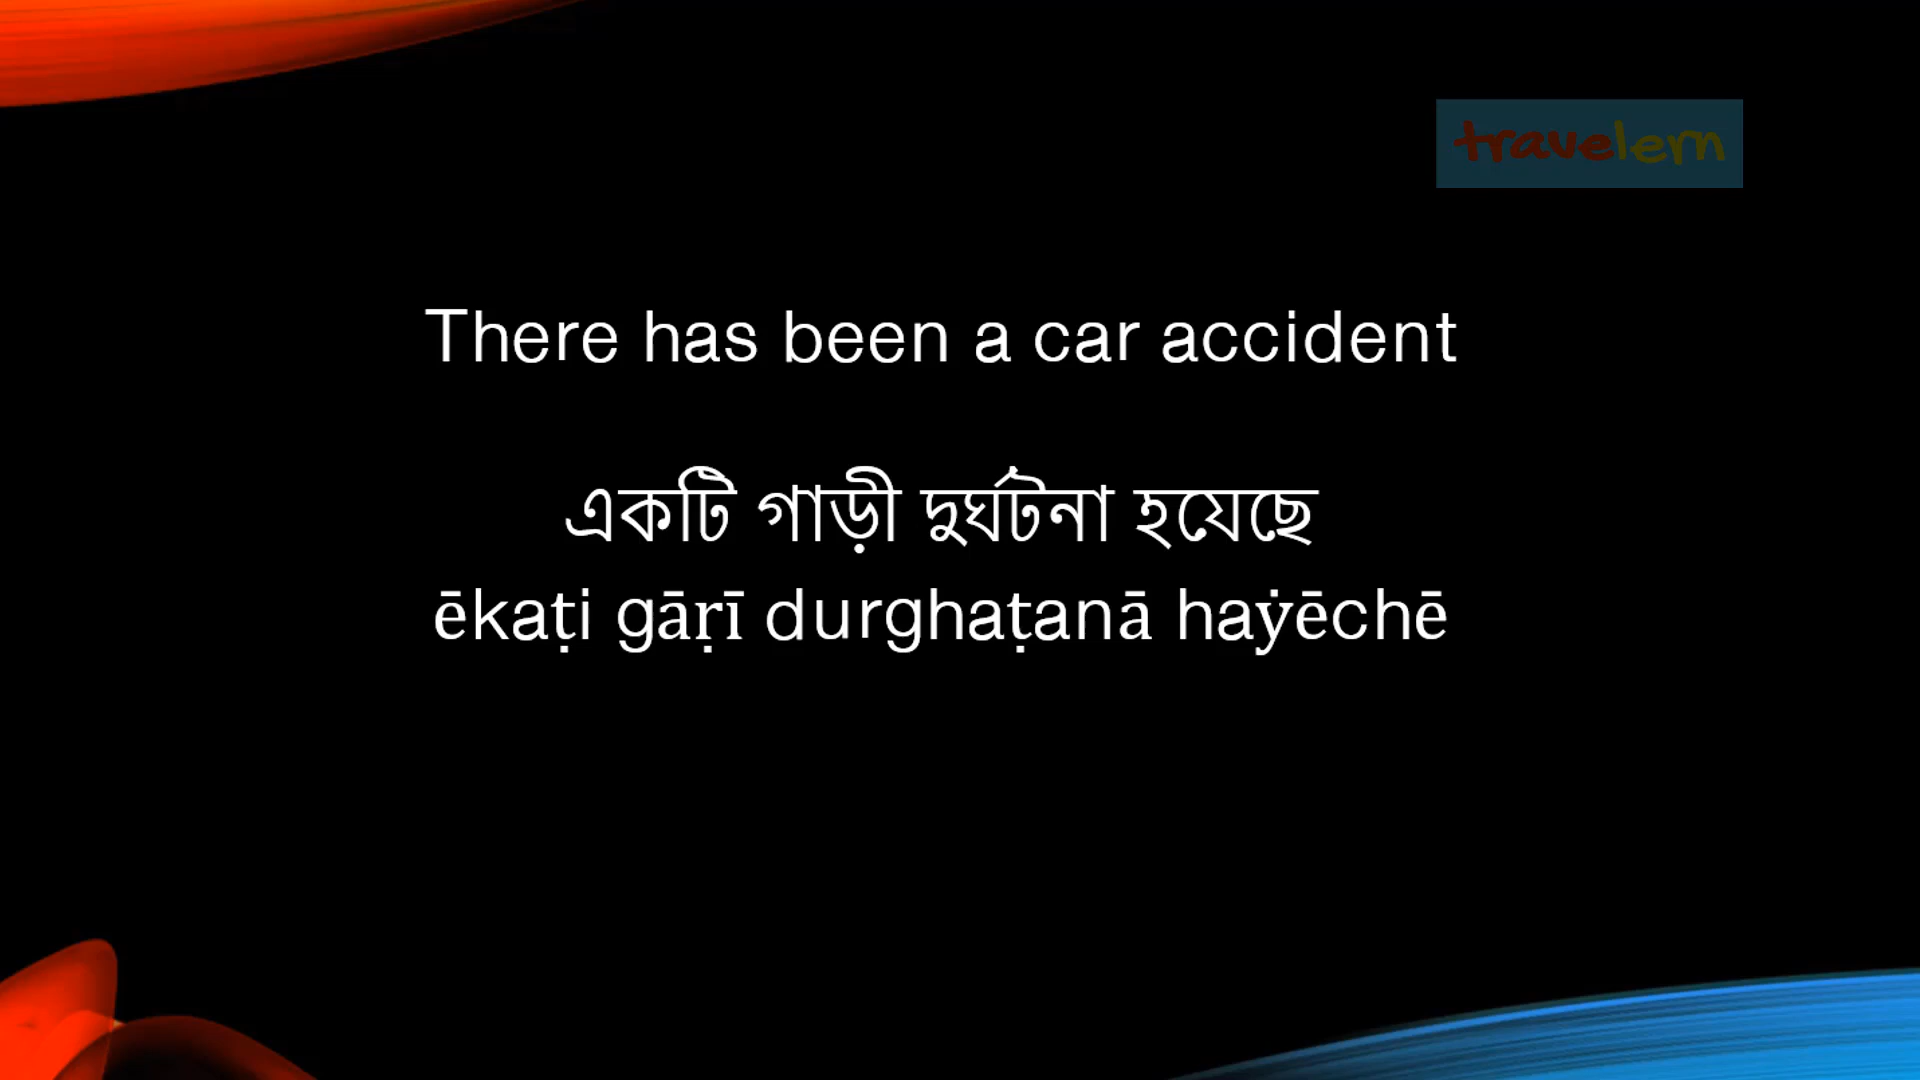 travelern
There has been a car accident
একটি গাড়ী দুর্ঘটনা হযেছে
ēkaṭi gāṛī durghaṭanā haẏēchē